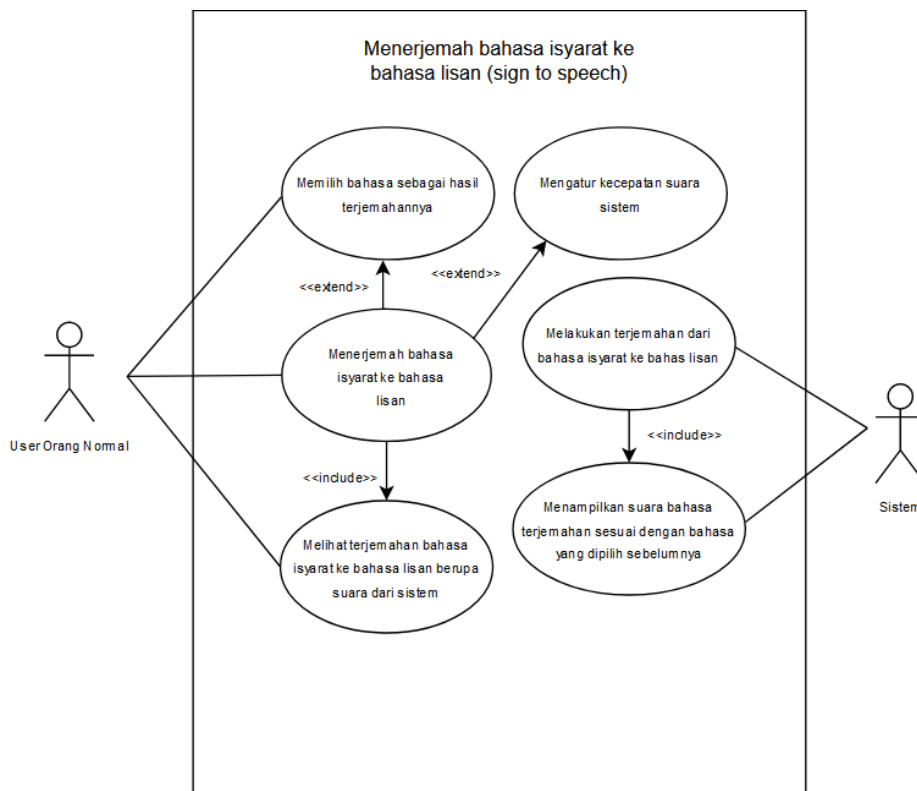 Menerjemah bahasa isyarat ke
bahasa lisan (sign to speech)
Memilih bahasa sebagai hasil
terjemahannya
Mengatur kecepatan suara
sistem
<<extend>>
<<extend>>
Menerjemah bahasa
isyarat ke bahasa
lisan
Melakukan terjemahan dari
bahasa isyarat ke bahas lisan
User Orang Normal
<<include>>
<<include>>
Melihat terjemahan bahasa
isyarat ke bahasa lisan berupa
suara dari sistem
Menampilkan suara bahasa
terjemahan sesuai dengan bahasa
yang dipilih sebelumnya
Sistem